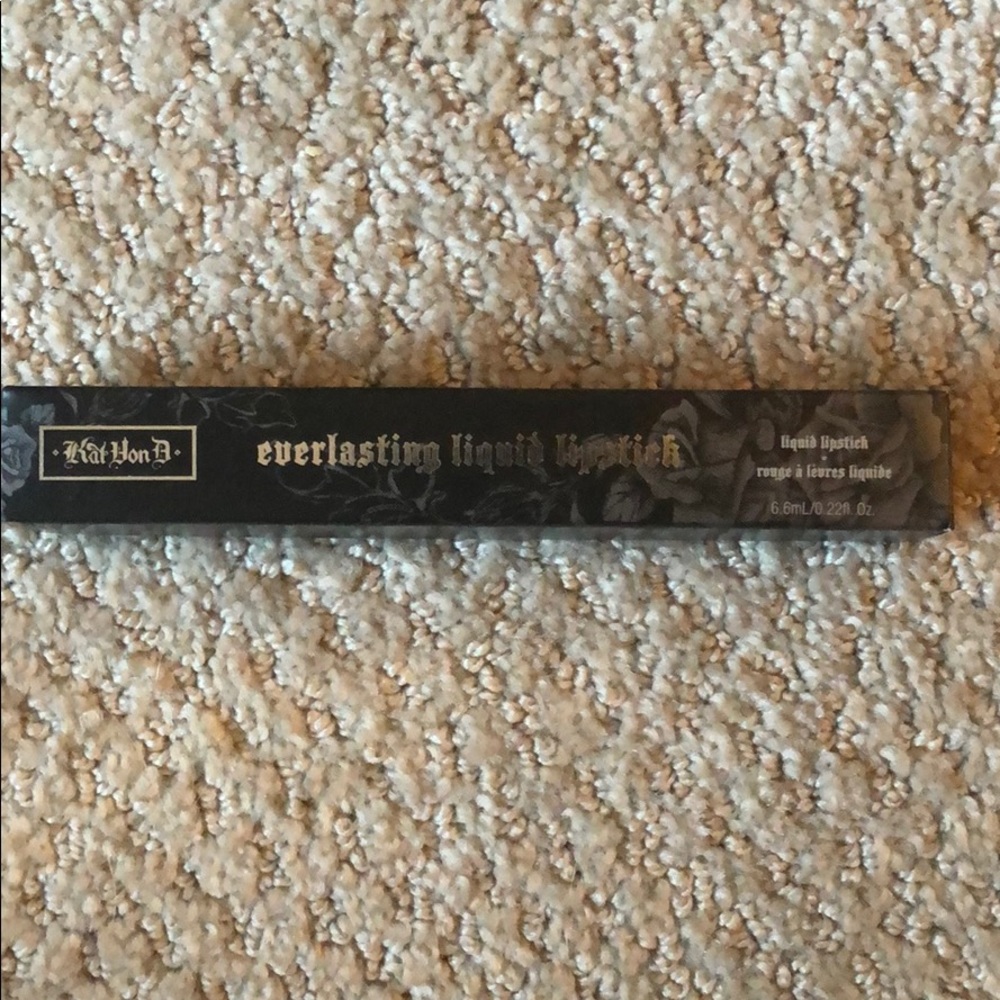 ·Kat Von D·
everlasting liquid lipstick
liquid lipstick
rouge à lèvres liquide
6.6mL/0.22fl. Oz.